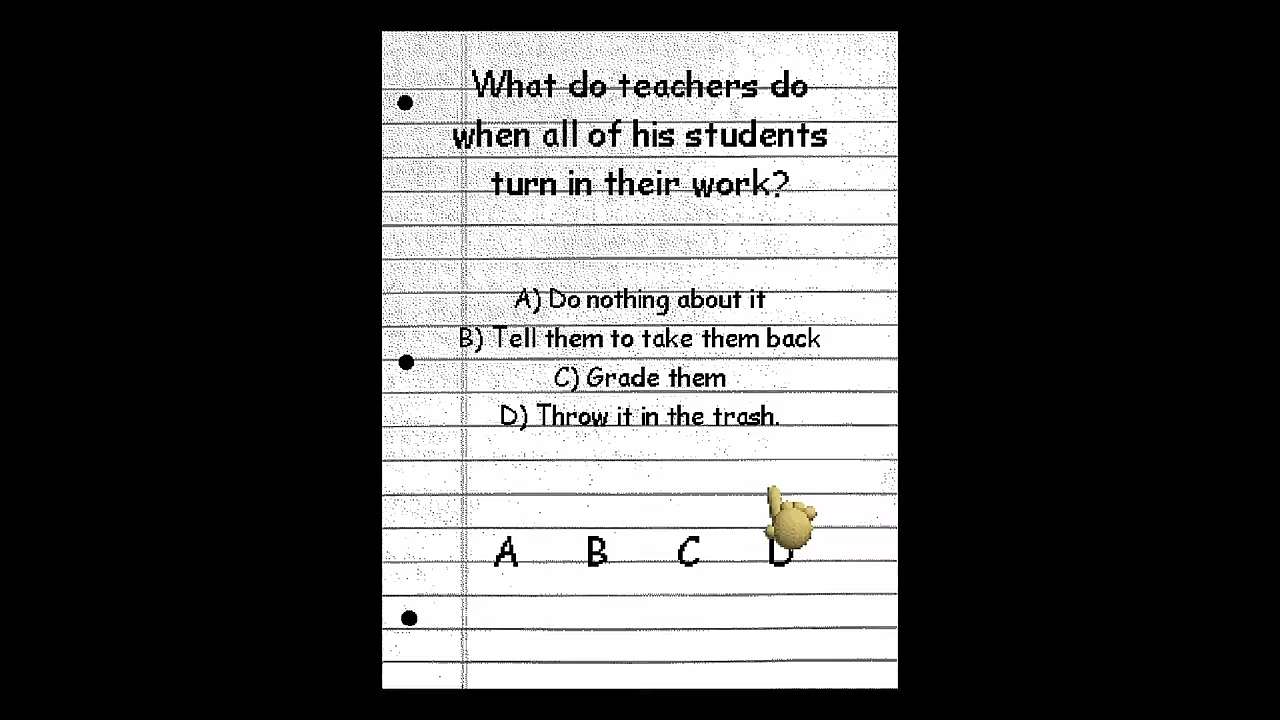 What do teachers do
when all of his students
turn in their work?
A) Do nothing about it
B) Tell them to take them back
C) Grade them
D) Throw it in the trash.
A B C D